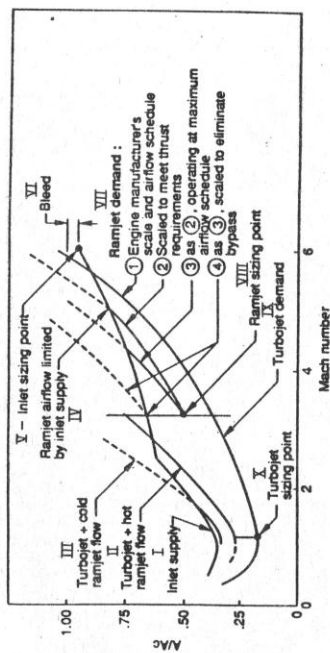 V – Inlet sizing point
Ramjet airflow limited
by inlet supply
IV
III
Turbojet + cold
ramjet flow
II
Turbojet + hot
ramjet flow
I
Inlet supply
VI
Bleed
VII
Ramjet demand :
① Engine manufacturer's
scale and airflow schedule
② Scaled to meet thrust
requirements
③ as ②, operating at maximum
airflow schedule
④ as ③, scaled to eliminate
bypass
VIII
Ramjet sizing point
IX
Turbojet demand
X
Turbojet
sizing point
1.00
.75
A/Ac
.50
.25
0
0
2
4
6
Mach number